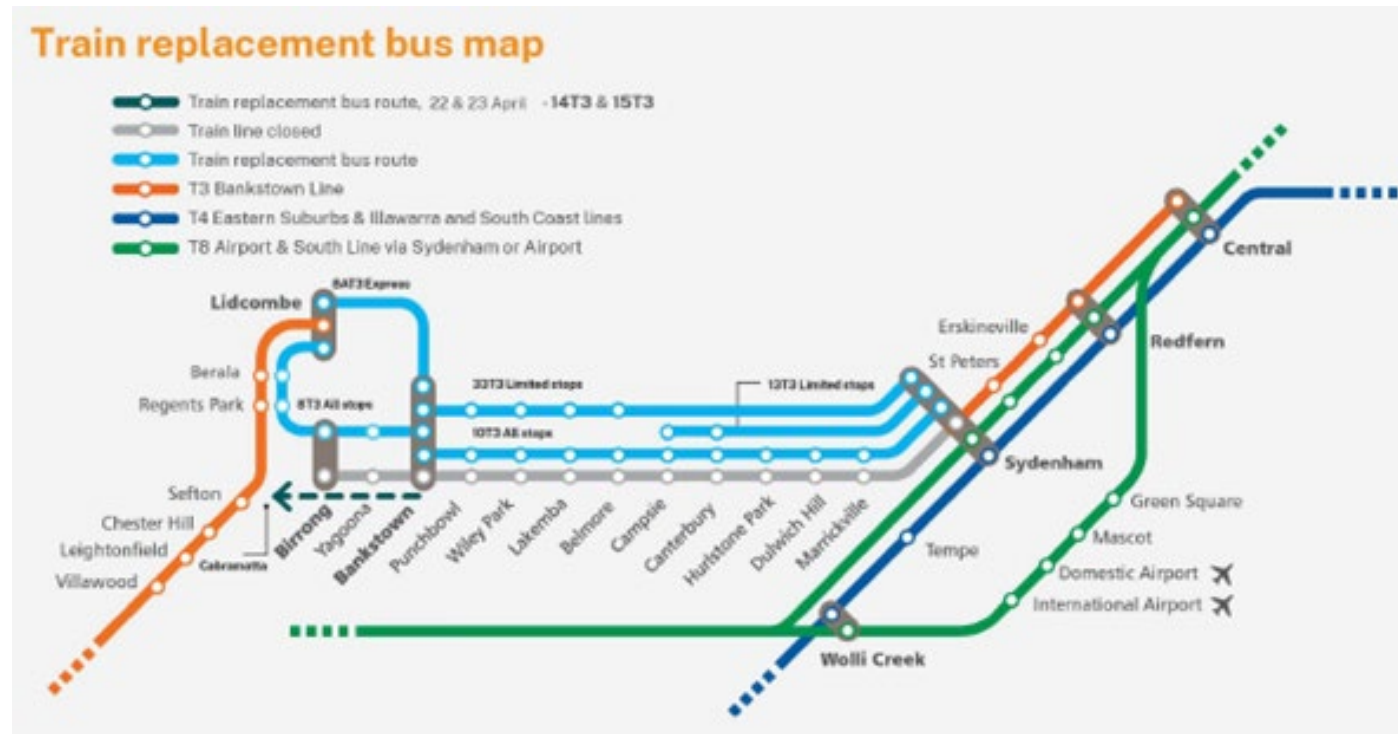 Train replacement bus map
Train replacement bus route, 22 & 23 April - 14T3 & 15T3
Train line closed
Train replacement bus route
T3 Bankstown Line
T4 Eastern Suburbs & Illawarra and South Coast lines
T8 Airport & South Line via Sydenham or Airport
Central
6AT3 Express
Lidcombe
Erskineville
Redfern
St Peters
Berala
33T3 Limited stops
13T3 Limited stops
Regents Park
8T3 All stops
10T3 All stops
Sydenham
Sefton
Green Square
Chester Hill
Birrong
Yagoona
Bankstown
Punchbowl
Wiley Park
Lakemba
Belmore
Campsie
Canterbury
Hurlstone Park
Dulwich Hill
Marrickville
Mascot
Leightonfield
Cabramatta
Tempe
Villawood
Domestic Airport
International Airport
Wolli Creek